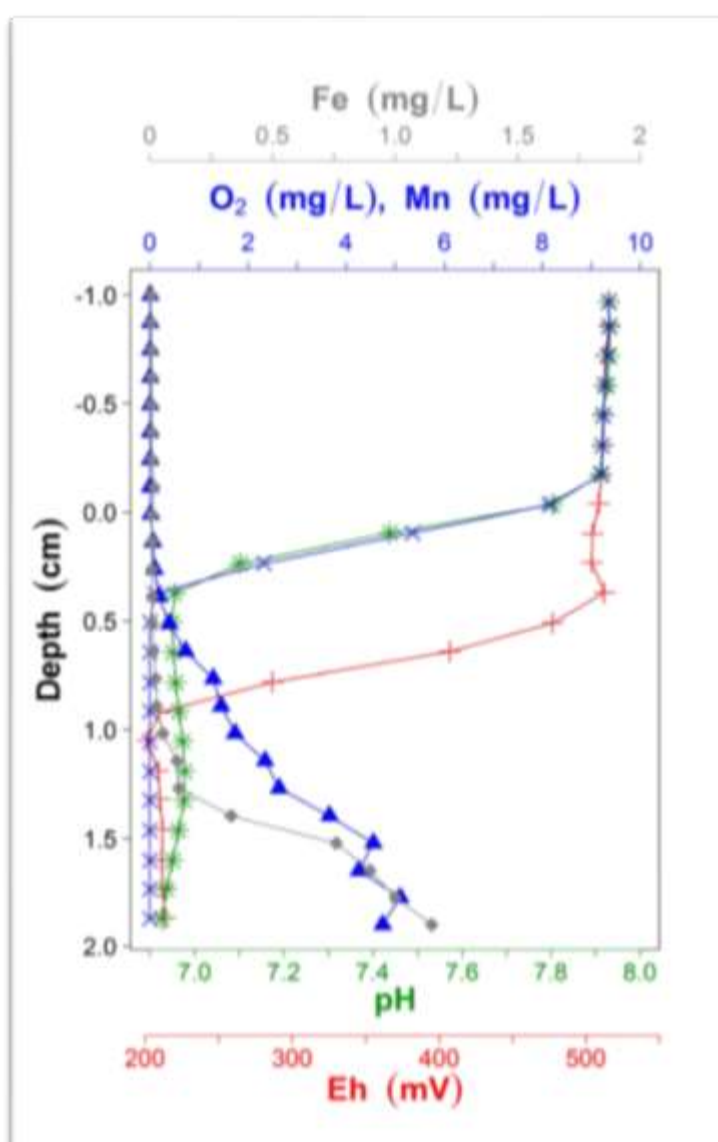 Fe (mg/L)
0 0.5 1.0 1.5 2
O₂ (mg/L), Mn (mg/L)
0 2 4 6 8 10
-1.0
-0.5
0.0
0.5
1.0
1.5
2.0
Depth (cm)
7.0 7.2 7.4 7.6 7.8 8.0
pH
200 300 400 500
Eh (mV)